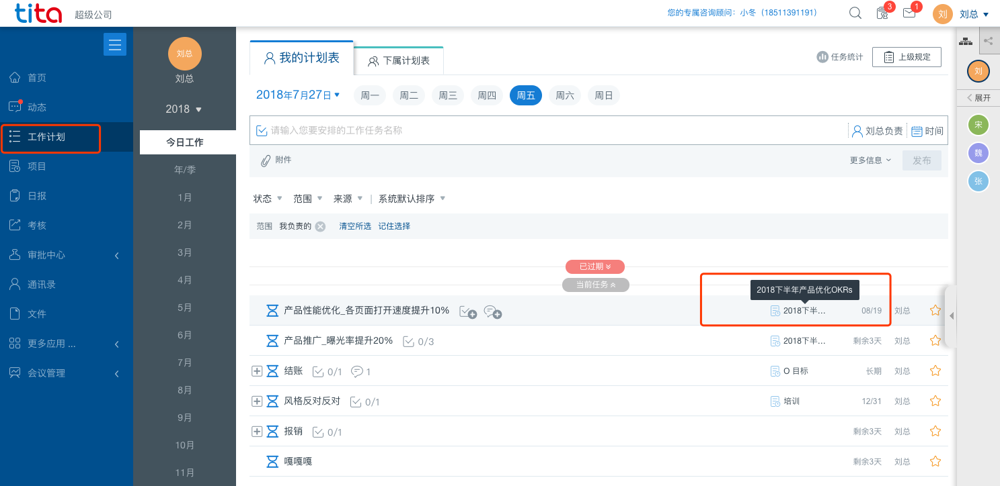 tita 超级公司 您的专属咨询顾问：小冬（18511391191） 3 1 刘 刘总
首页
动态
工作计划
项目
日报
考核
审批中心
通讯录
文件
更多应用 ...
会议管理
刘总
刘总
2018
今日工作
年/季
1月
2月
3月
4月
5月
6月
7月
8月
9月
10月
11月
我的计划表 下属计划表 任务统计 上级规定
2018年7月27日 周一 周二 周三 周四 周五 周六 周日
请输入您要安排的工作任务名称 刘总负责 时间
附件 更多信息 发布
状态 范围 来源 | 系统默认排序
范围 我负责的 清空所选 记住选择
已过期
当前任务
2018下半年产品优化OKRs
产品性能优化_各页面打开速度提升10% 2018下半... 08/19 刘总
产品推广_曝光率提升20% 0/3 2018下半... 剩余3天 刘总
结账 0/1 1 O 目标 长期 刘总
风格反对反对 0/1 培训 12/31 刘总
报销 0/1 剩余3天 刘总
嘎嘎嘎 剩余3天 刘总
刘
展开
宋
魏
张